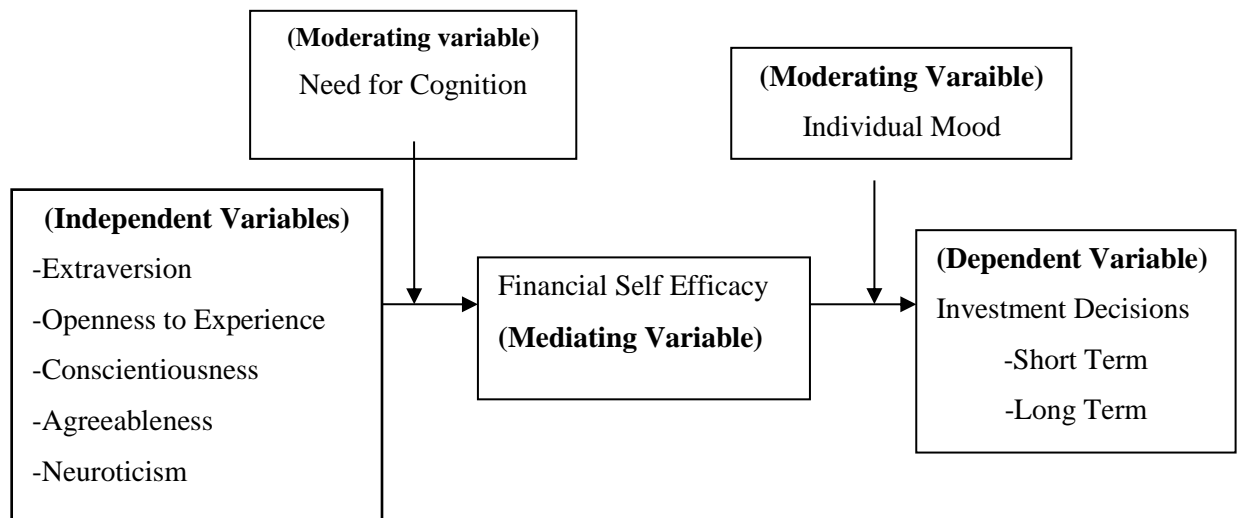 (Moderating variable)
Need for Cognition
(Moderating Varaible)
Individual Mood
(Independent Variables)
-Extraversion
-Openness to Experience
-Conscientiousness
-Agreeableness
-Neuroticism
Financial Self Efficacy
(Mediating Variable)
(Dependent Variable)
Investment Decisions
-Short Term
-Long Term